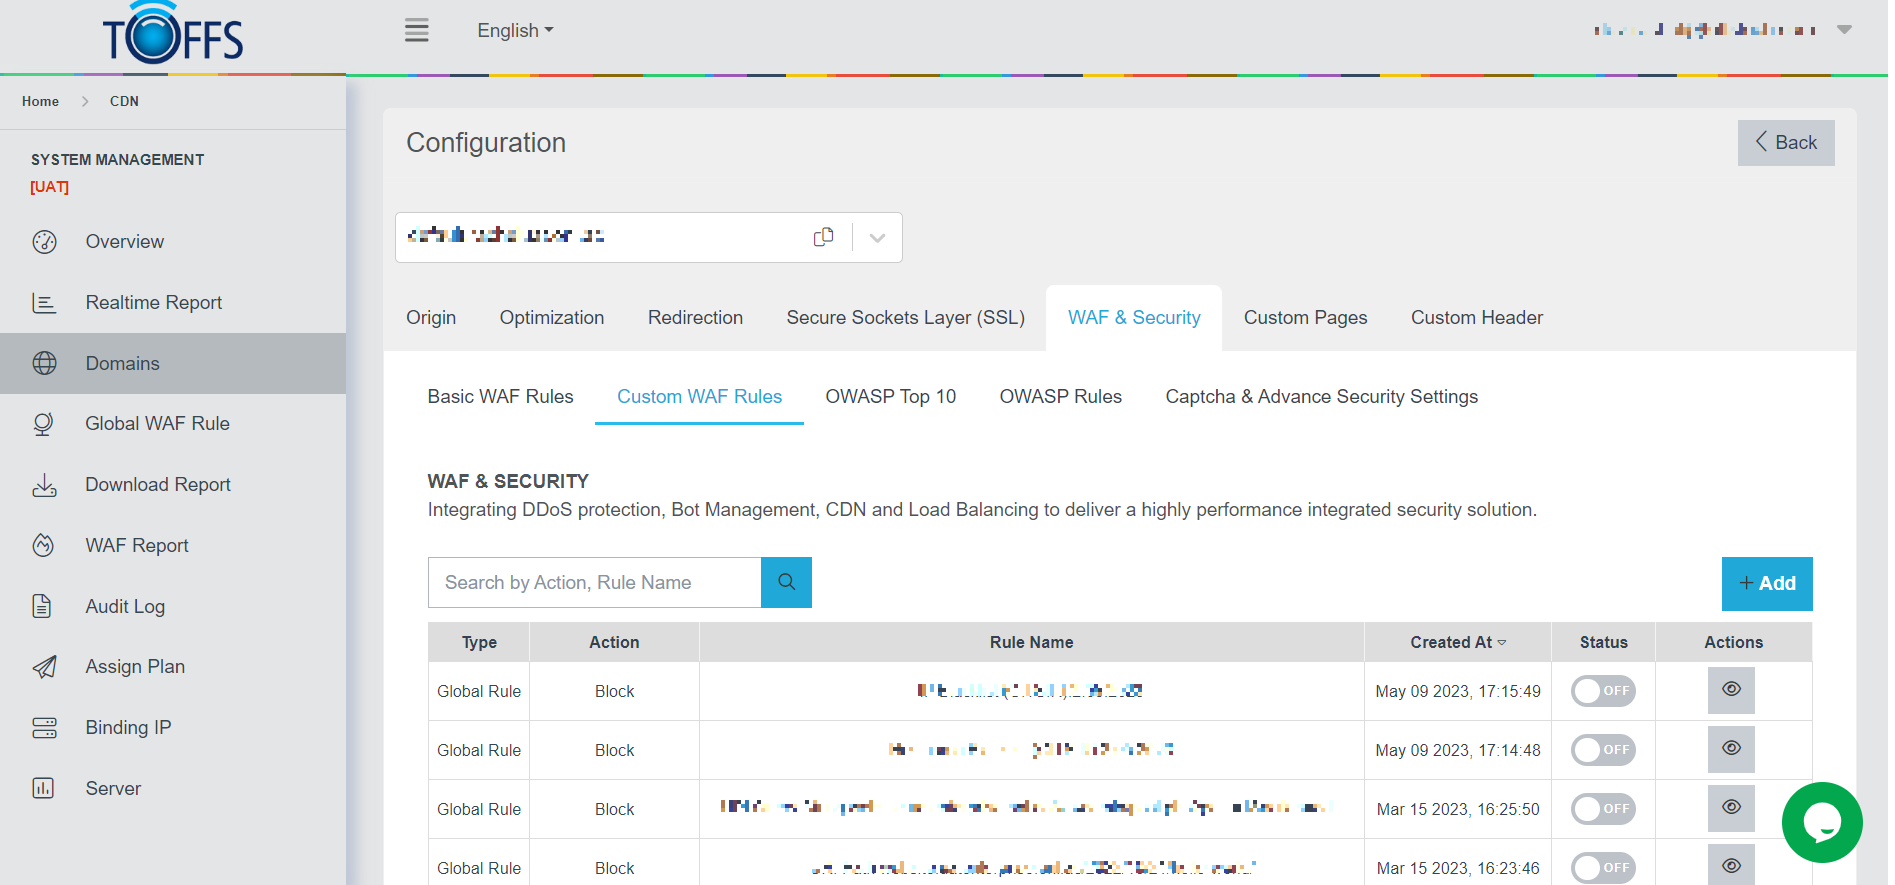 TOFFS
English
Home > CDN
SYSTEM MANAGEMENT
[UAT]
Overview
Realtime Report
Domains
Global WAF Rule
Download Report
WAF Report
Audit Log
Assign Plan
Binding IP
Server
Configuration
Back
Origin Optimization Redirection Secure Sockets Layer (SSL) WAF & Security Custom Pages Custom Header
Basic WAF Rules Custom WAF Rules OWASP Top 10 OWASP Rules Captcha & Advance Security Settings
WAF & SECURITY
Integrating DDoS protection, Bot Management, CDN and Load Balancing to deliver a highly performance integrated security solution.
Search by Action, Rule Name
+ Add
Type Action Rule Name Created At Status Actions
Global Rule Block May 09 2023, 17:15:49 OFF
Global Rule Block May 09 2023, 17:14:48 OFF
Global Rule Block Mar 15 2023, 16:25:50 OFF
Global Rule Block Mar 15 2023, 16:23:46 OFF